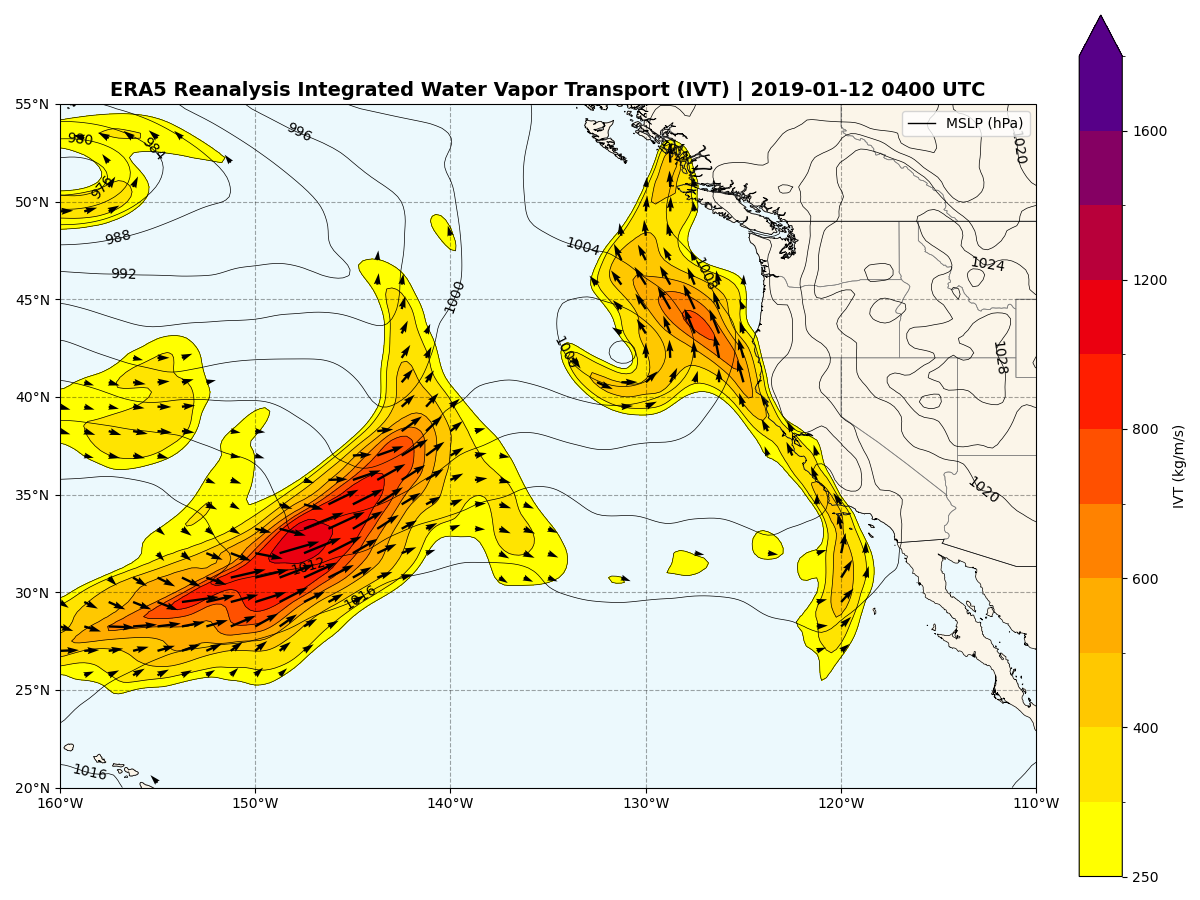 ERA5 Reanalysis Integrated Water Vapor Transport (IVT) | 2019-01-12 0400 UTC
MSLP (hPa)
55°N
50°N
45°N
40°N
35°N
30°N
25°N
20°N
160°W
150°W
140°W
130°W
120°W
110°W
980
984
976
988
992
996
1000
1004
1008
1008
1020
1024
1028
1020
1012
1016
1016
1600
1200
800
600
400
250
IVT (kg/m/s)